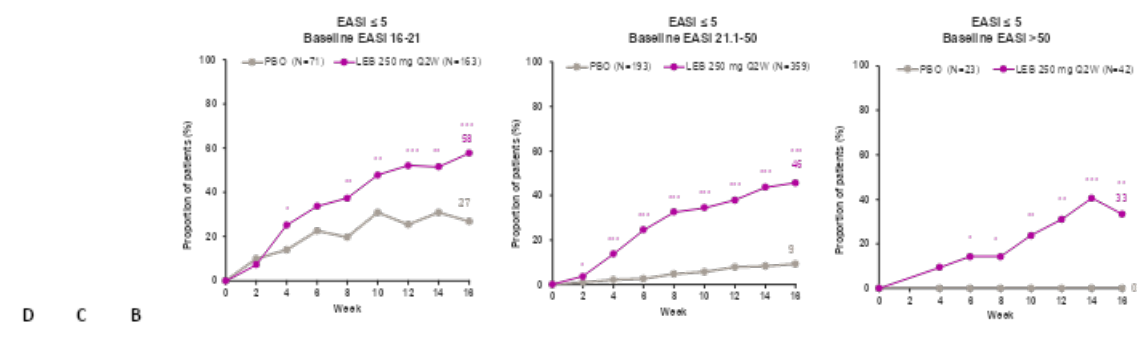 EASI ≤ 5
Baseline EASI 16-21
PBO (N=71) LEB 250 mg Q2W (N=163)
Proportion of patients (%)
100
80
60
40
20
0
* ** ** *** ** ***
58
27
0 2 4 6 8 10 12 14 16
Week
EASI ≤ 5
Baseline EASI 21.1-50
PBO (N=193) LEB 250 mg Q2W (N=359)
Proportion of patients (%)
100
80
60
40
20
0
* *** *** *** *** *** *** ***
46
9
0 2 4 6 8 10 12 14 16
Week
EASI ≤ 5
Baseline EASI >50
PBO (N=23) LEB 250 mg Q2W (N=42)
Proportion of patients (%)
100
80
60
40
20
0
* * ** ** *** **
33
0
0 2 4 6 8 10 12 14 16
Week
D C B